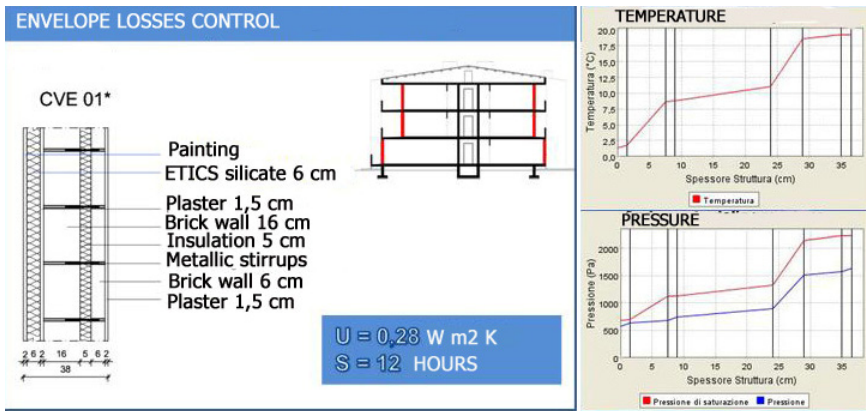 ENVELOPE LOSSES CONTROL
CVE 01*
Painting
ETICS silicate 6 cm
Plaster 1,5 cm
Brick wall 16 cm
Insulation 5 cm
Metallic stirrups
Brick wall 6 cm
Plaster 1,5 cm
2 6 2 16 5 6 2
38
U = 0,28 W m2 K
S = 12 HOURS
TEMPERATURE
Temperatura (°C)
20,0
17,5
15,0
12,5
10,0
7,5
5,0
2,5
0,0
0 5 10 15 20 25 30 35
Spessore Struttura (cm)
Temperatura
PRESSURE
Pressione (Pa)
2000
1500
1000
500
0
0 5 10 15 20 25 30 35
Spessore Struttura (cm)
Pressione di saturazione Pressione